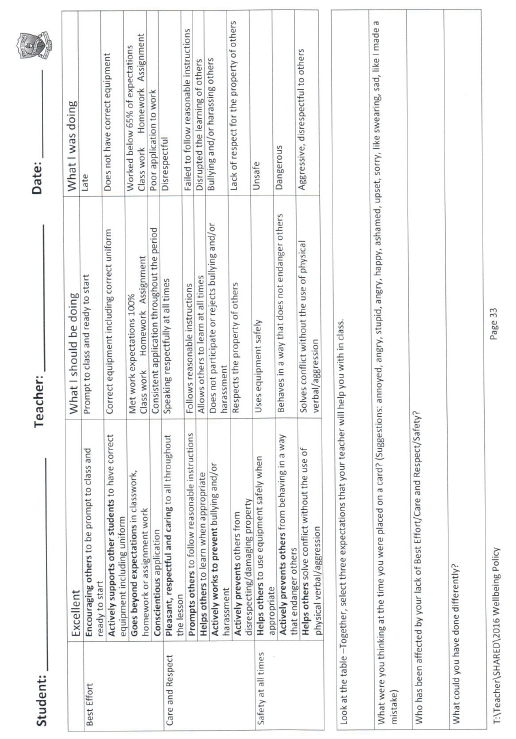 Student: Teacher: Date:
Excellent What I should be doing What I was doing
Best Effort
Encouraging others to be prompt to class and
ready to start
Prompt to class and ready to start
Late
Actively supports other students to have correct
equipment including uniform
Correct equipment including correct uniform
Does not have correct equipment
Goes beyond expectations in classwork,
homework or assignment work
Met work expectations 100%
Class work Homework Assignment
Worked below 65% of expectations
Class work Homework Assignment
Conscientious application
Consistent application throughout the period
Poor application to work
Care and Respect
Pleasant, respectful and caring to all throughout
the lesson
Speaking respectfully at all times
Disrespectful
Prompts others to follow reasonable instructions
Follows reasonable instructions
Failed to follow reasonable instructions
Helps others to learn when appropriate
Allows others to learn at all times
Disrupted the learning of others
Actively works to prevent bullying and/or
harassment
Does not participate or rejects bullying and/or
harassment
Bullying and/or harassing others
Actively prevents others from
disrespecting/damaging property
Respects the property of others
Lack of respect for the property of others
Safety at all times
Helps others to use equipment safely when
appropriate
Uses equipment safely
Unsafe
Actively prevents others from behaving in a way
that endanger others
Behaves in a way that does not endanger others
Dangerous
Helps others solve conflict without the use of
physical verbal/aggression
Solves conflict without the use of physical
verbal/aggression
Aggressive, disrespectful to others
Look at the table –Together, select three expectations that your teacher will help you with in class.
What were you thinking at the time you were placed on a card? (Suggestions: annoyed, angry, stupid, angry, happy, ashamed, upset, sorry, like swearing, sad, like I made a
mistake)
Who has been affected by your lack of Best Effort/Care and Respect/Safety?
What could you have done differently?
T:\Teacher\SHARED\2016 Wellbeing Policy
Page 33